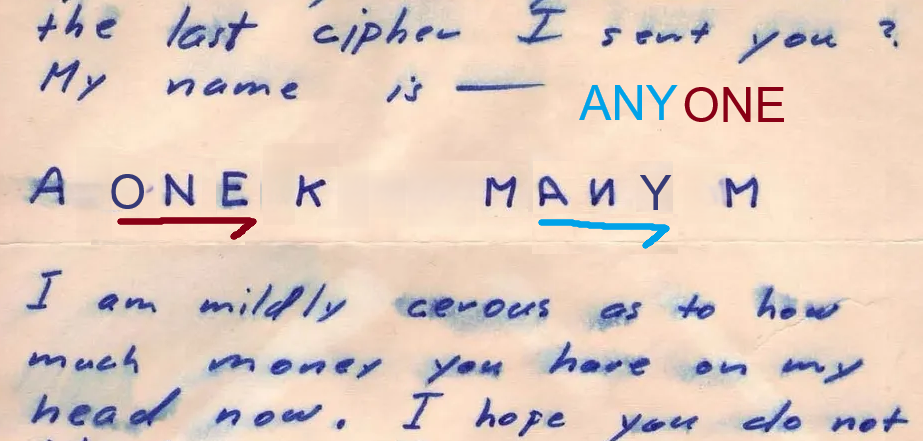 the last cipher I sent you ?
My name is —
ANYONE
A ONE K MAИY M
I am mildly cerous as to how
much money you have on my
head now. I hope you do not